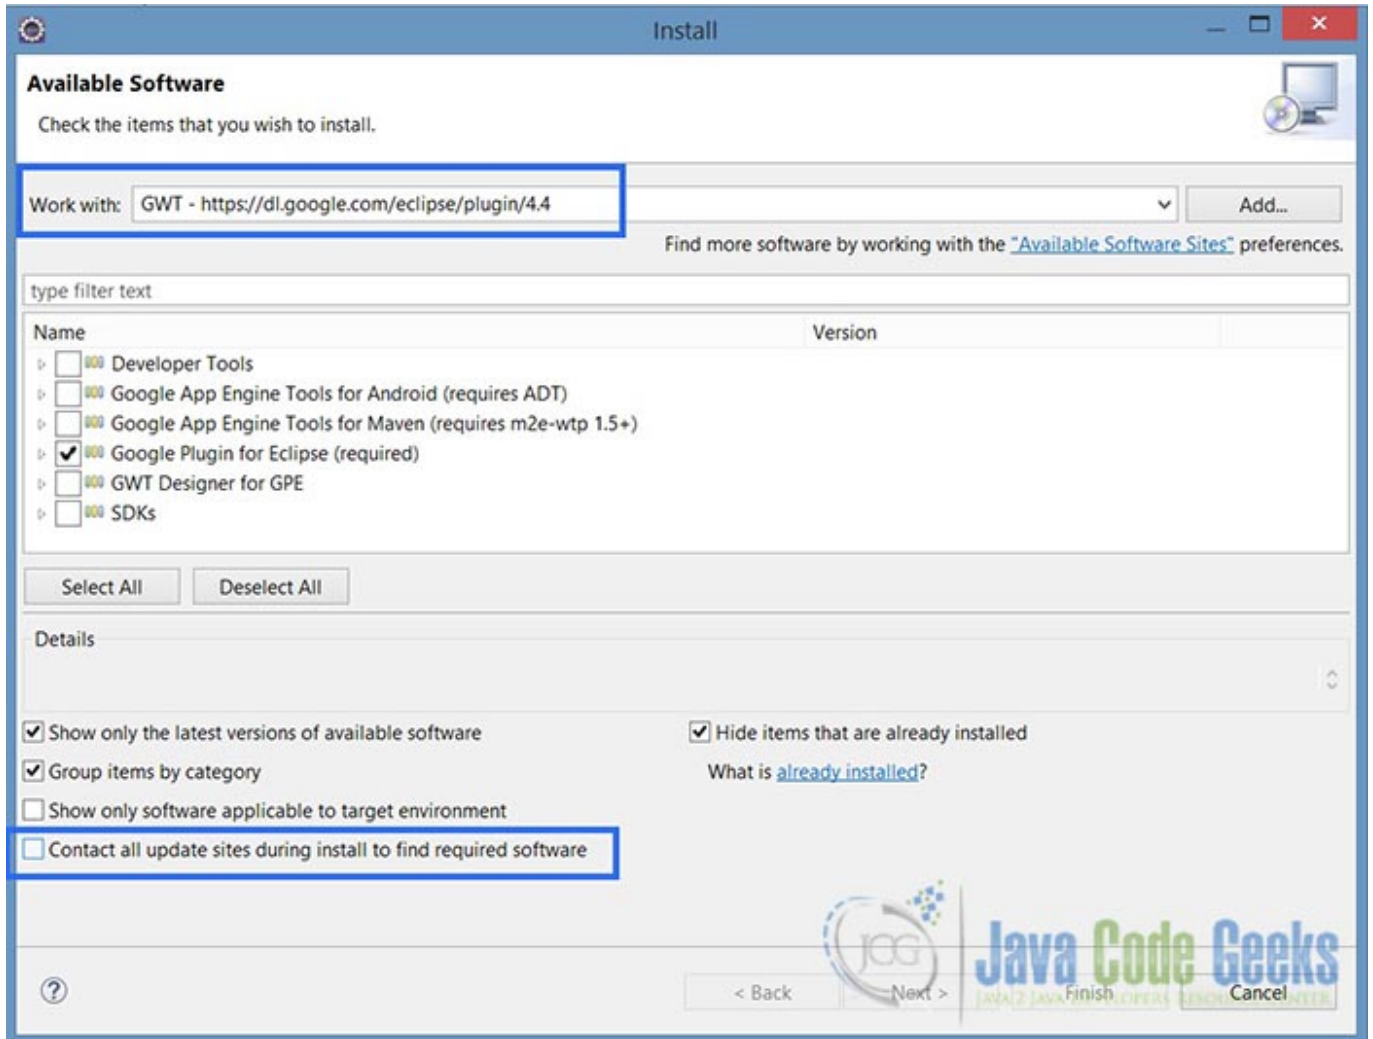 Install
Available Software
Check the items that you wish to install.
Work with: GWT - https://dl.google.com/eclipse/plugin/4.4 Add...
Find more software by working with the "Available Software Sites" preferences.
type filter text
Name Version
Developer Tools
Google App Engine Tools for Android (requires ADT)
Google App Engine Tools for Maven (requires m2e-wtp 1.5+)
Google Plugin for Eclipse (required)
GWT Designer for GPE
SDKs
Select All Deselect All
Details
Show only the latest versions of available software Hide items that are already installed
Group items by category What is already installed?
Show only software applicable to target environment
Contact all update sites during install to find required software
JCG Java Code Geeks
? < Back Next > Finish Cancel
JAVA 2 JAVA DEVELOPERS RESOURCE CENTER